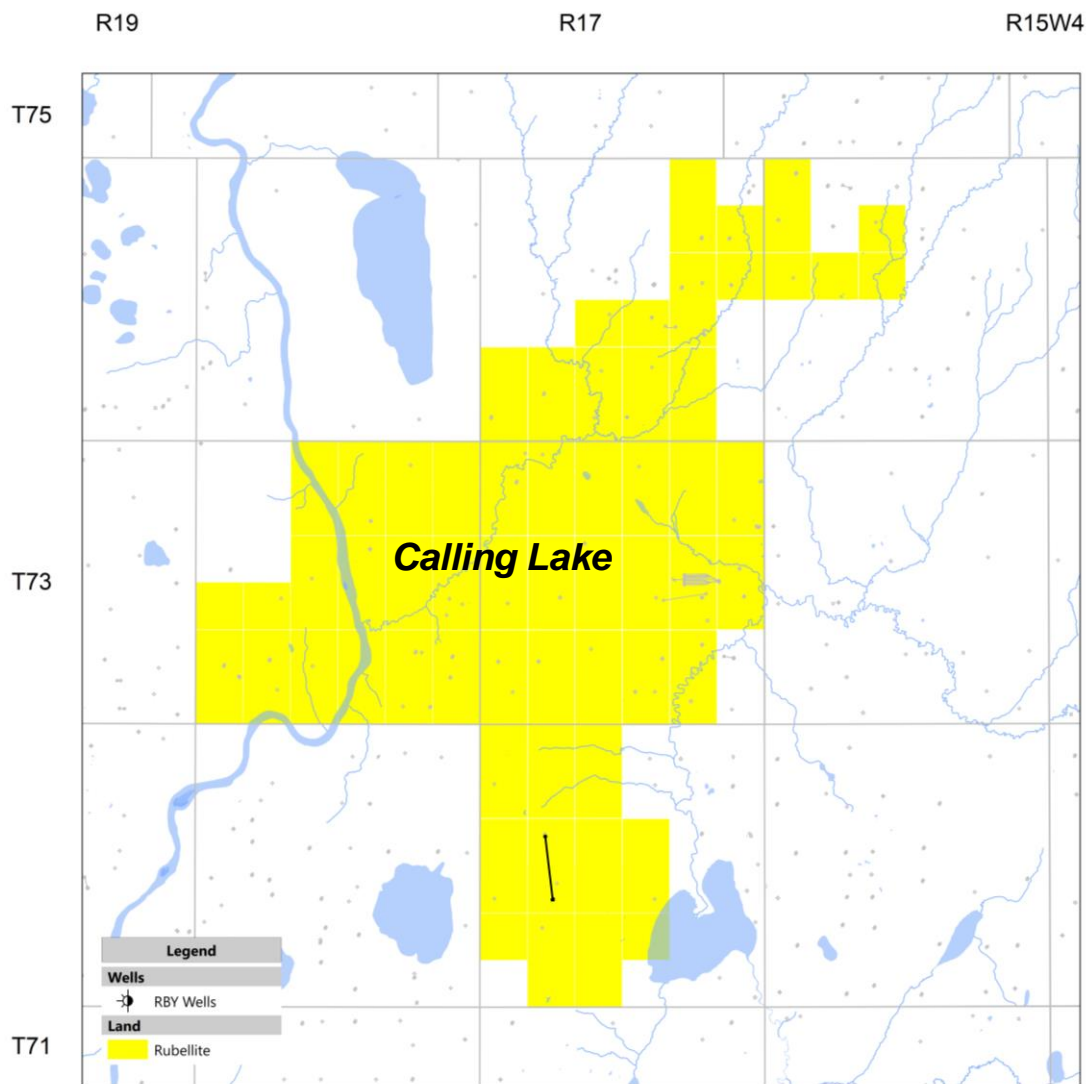 R19 R17 R15W4
T75
Calling Lake
T73
Legend
Wells
RBY Wells
Land
Rubellite
T71